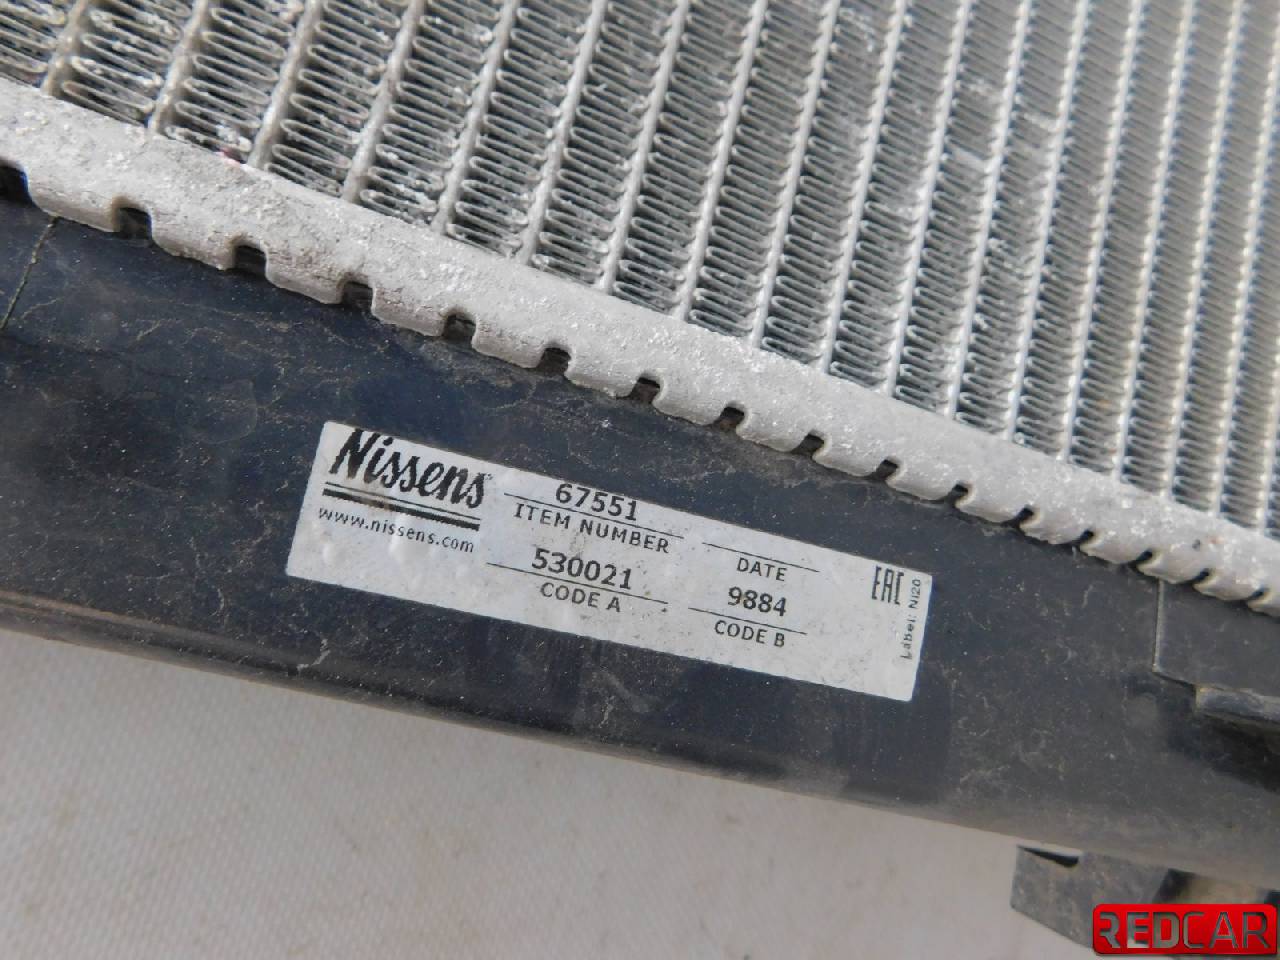 Nissens
www.nissens.com
67551
ITEM NUMBER
530021
CODE A
DATE
9884
CODE B
EAC
Label: NI20
REDCAR